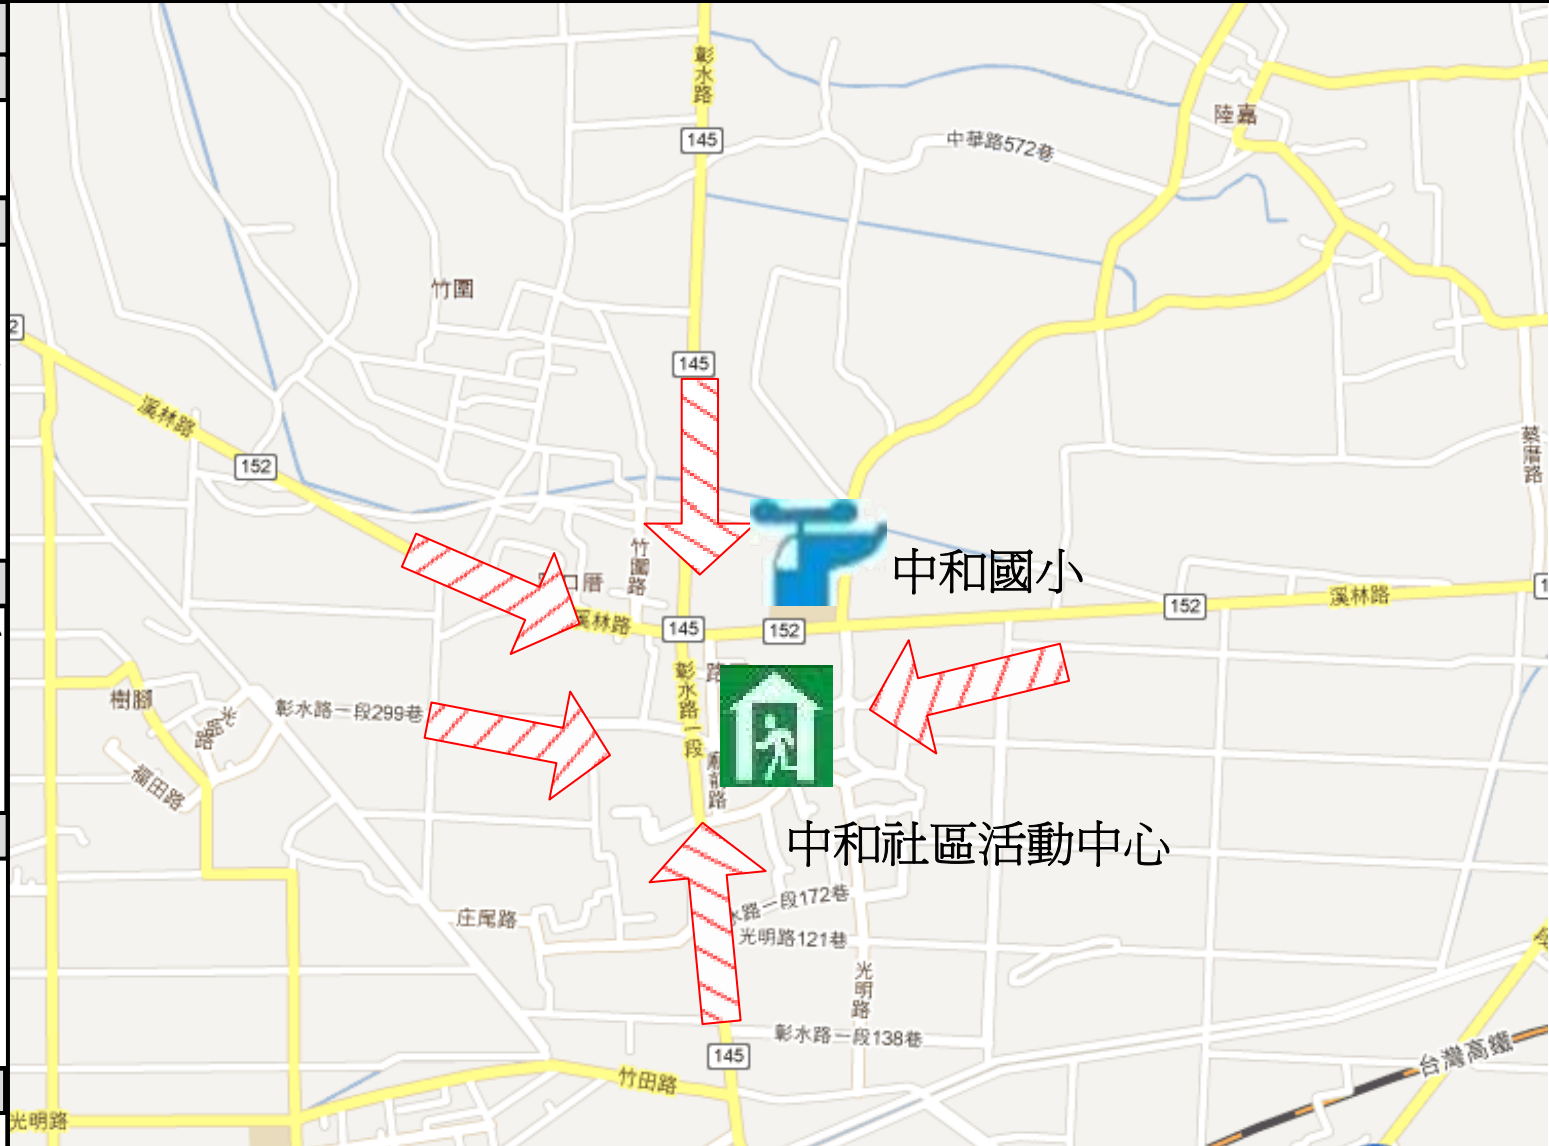 彰水路
145
陸嘉
中華路572巷
竹圍
145
溪林路
152
蔡厝路
竹圍路
中和國小
口厝
溪林路
145
152
152
溪林路
彰水路一段
樹腳
彰水路一段299巷
福田路
中和社區活動中心
水路一段172巷
庄尾路
光明路121巷
光明路
彰水路一段138巷
145
台灣高鐵
竹田路
光明路